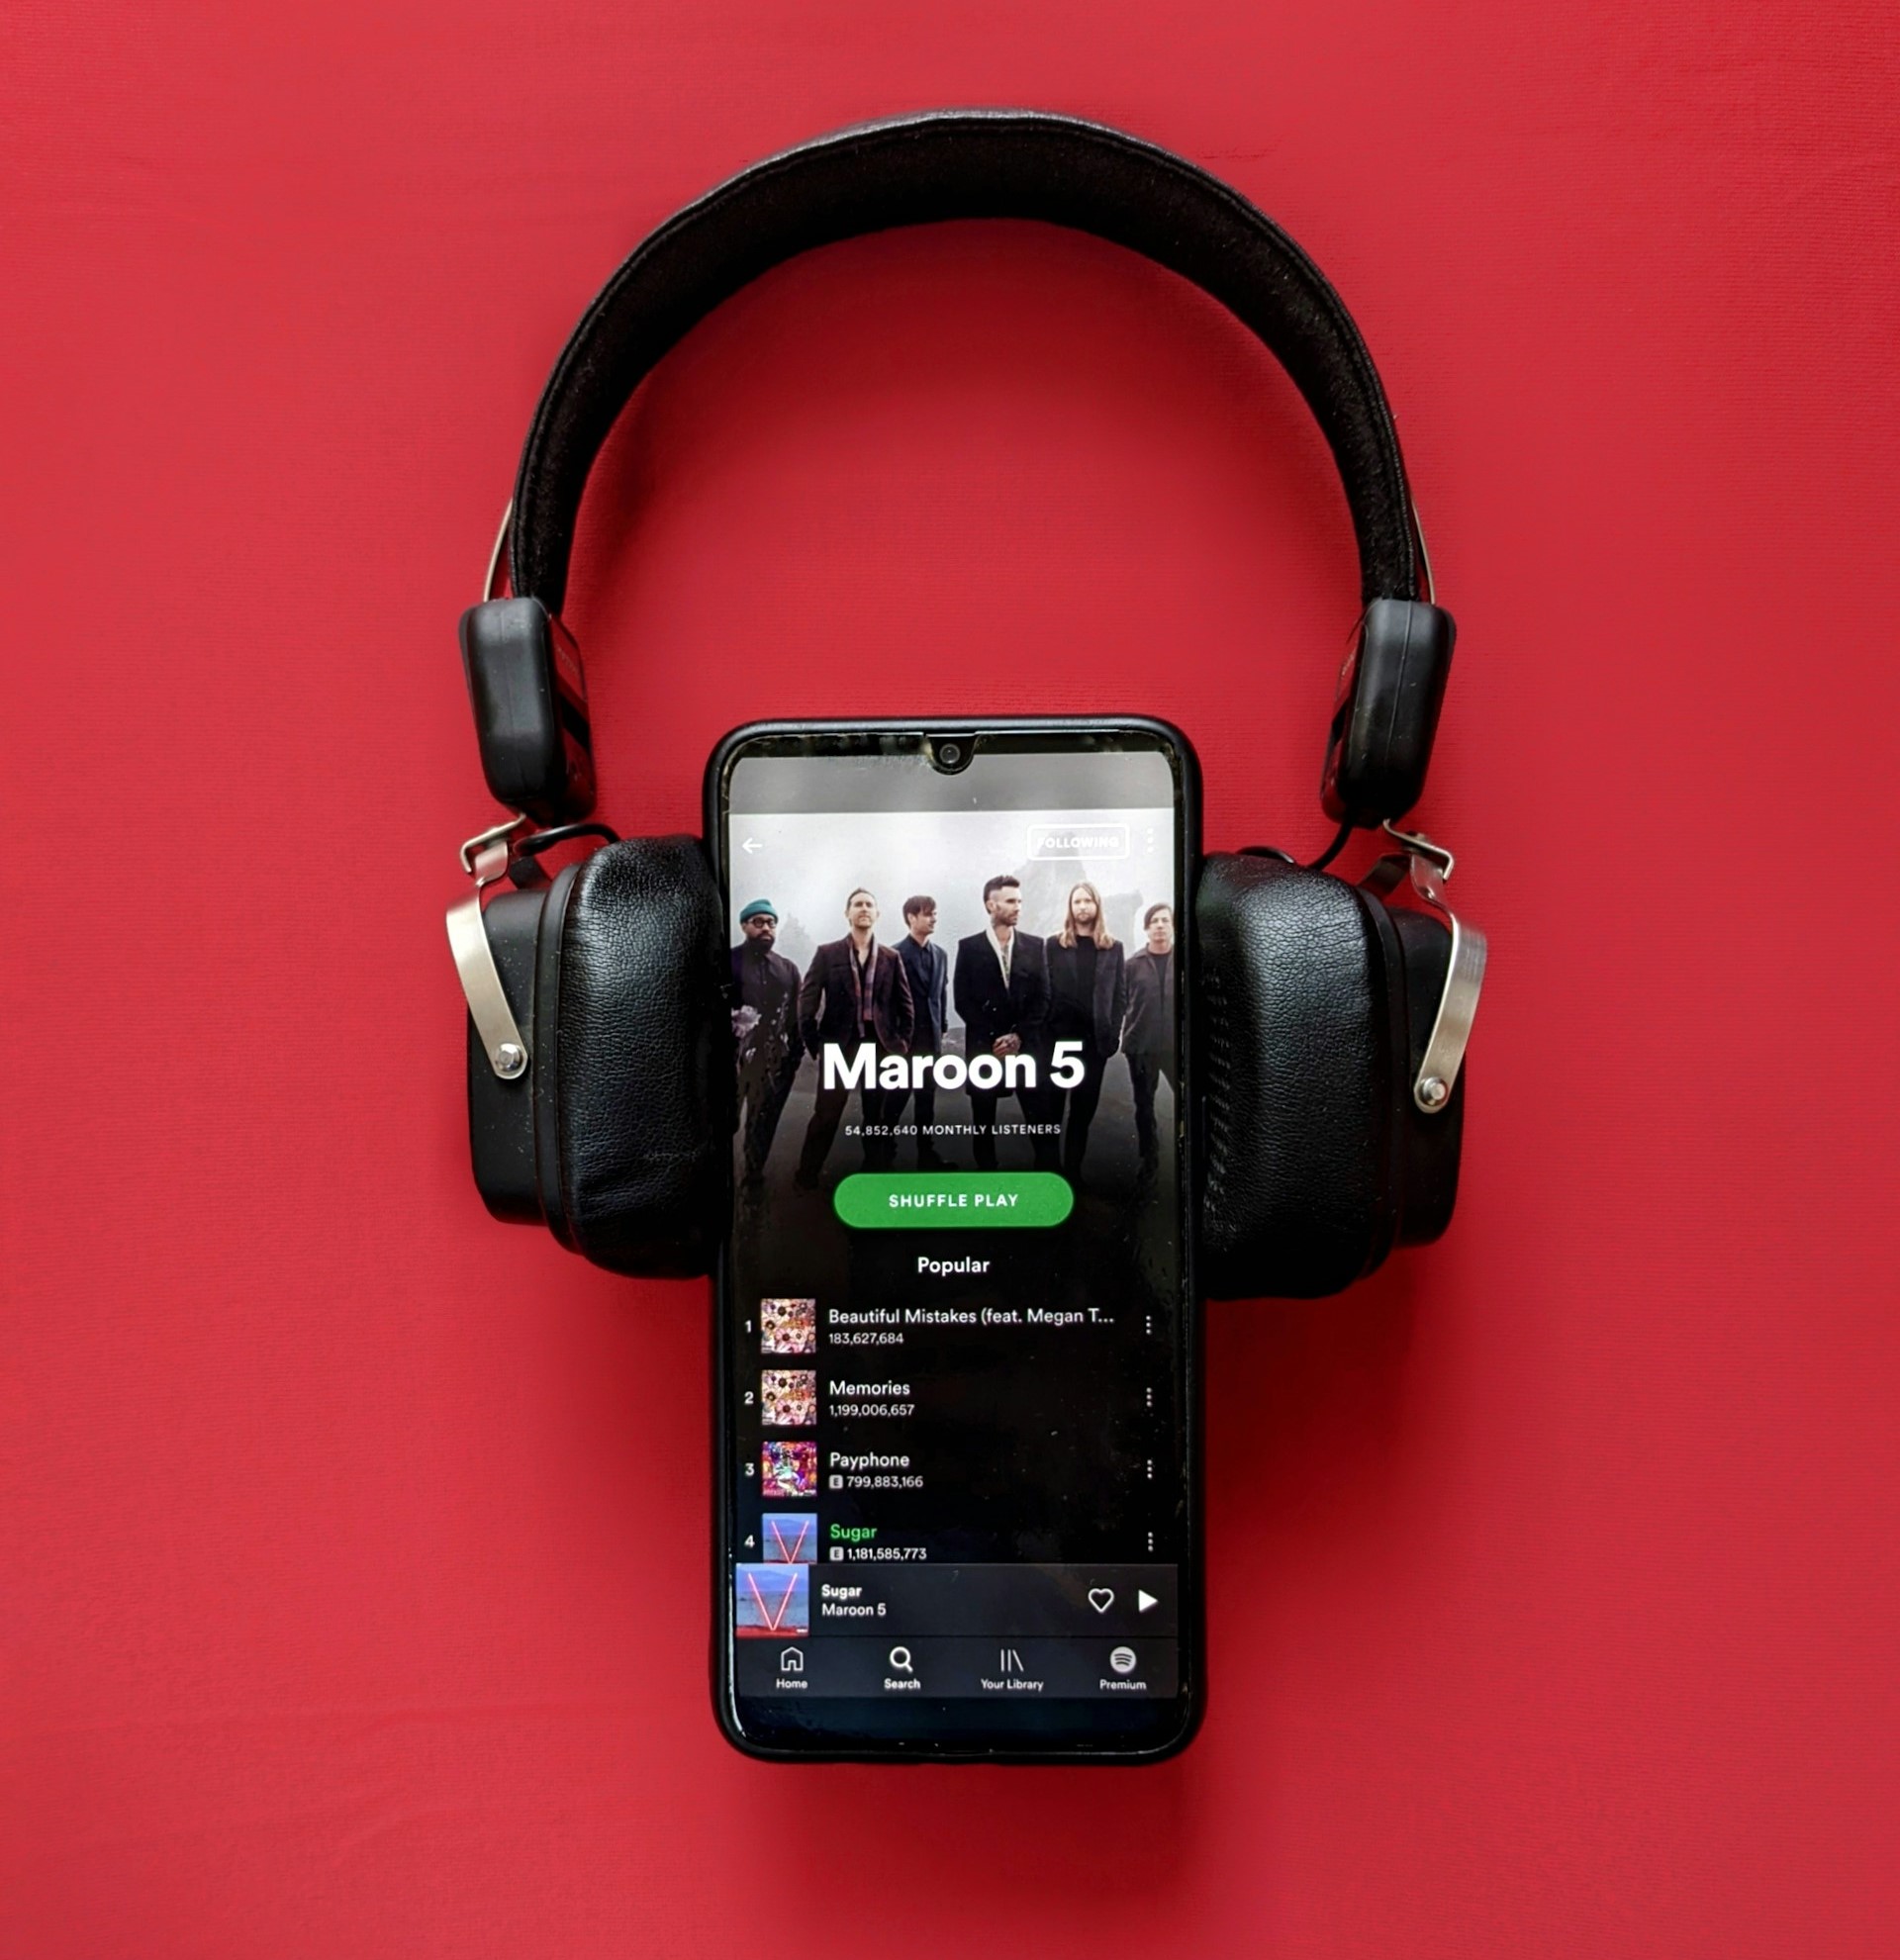 FOLLOWING
Maroon 5
54,852,640 MONTHLY LISTENERS
SHUFFLE PLAY
Popular
1
Beautiful Mistakes (feat. Megan T...
183,627,684
2
Memories
1,199,006,657
3
Payphone
E 799,883,166
4
Sugar
E 1,181,585,773
Sugar
Maroon 5
Home
Search
Your Library
Premium